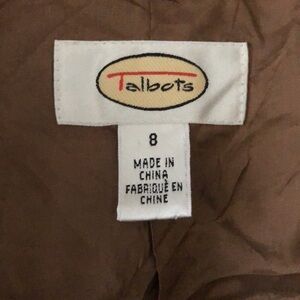 Talbots
8
MADE IN
CHINA
FABRIQUÉ EN
CHINE